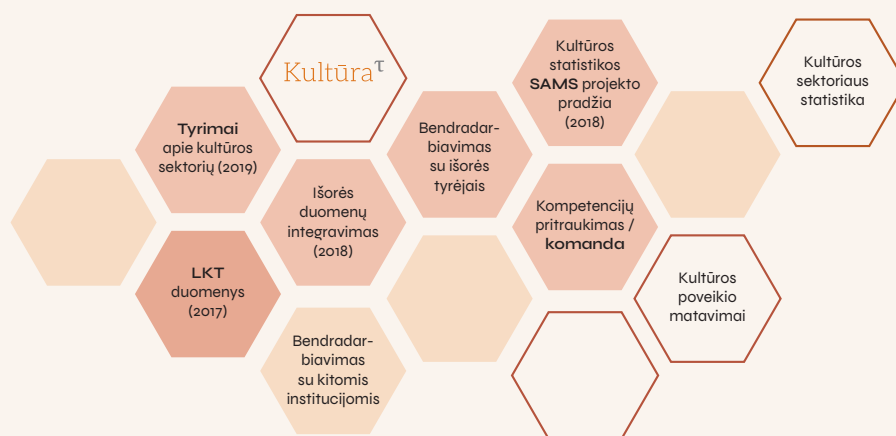 Kultūra τ
Kultūros
statistikos
SAMS projekto
pradžia
(2018)
Kultūros
sektoriaus
statistika
Tyrimai
apie kultūros
sektorių (2019)
Bendradar-
biavimas
su išorės
tyrėjais
Išorės
duomenų
integravimas
(2018)
Kompetencijų
pritraukimas /
komanda
LKT
duomenys
(2017)
Kultūros
poveikio
matavimai
Bendradar-
biavimas
su kitomis
institucijomis